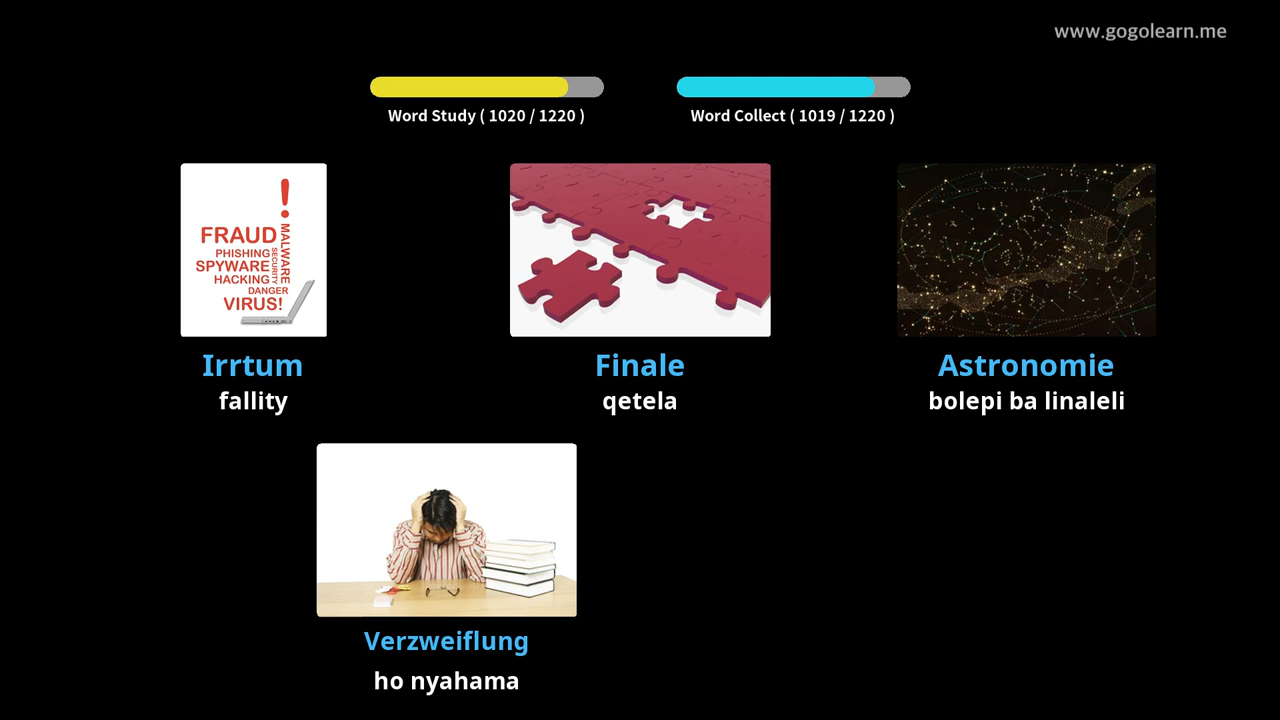 www.gogolearn.me
Word Study ( 1020 / 1220 )
Word Collect ( 1019 / 1220 )
!
FRAUD
PHISHING
SPYWARE
HACKING
DANGER
VIRUS!
SECURITY
MALWARE
Irrtum
fallity
Finale
qetela
Astronomie
bolepi ba linaleli
Verzweiflung
ho nyahama